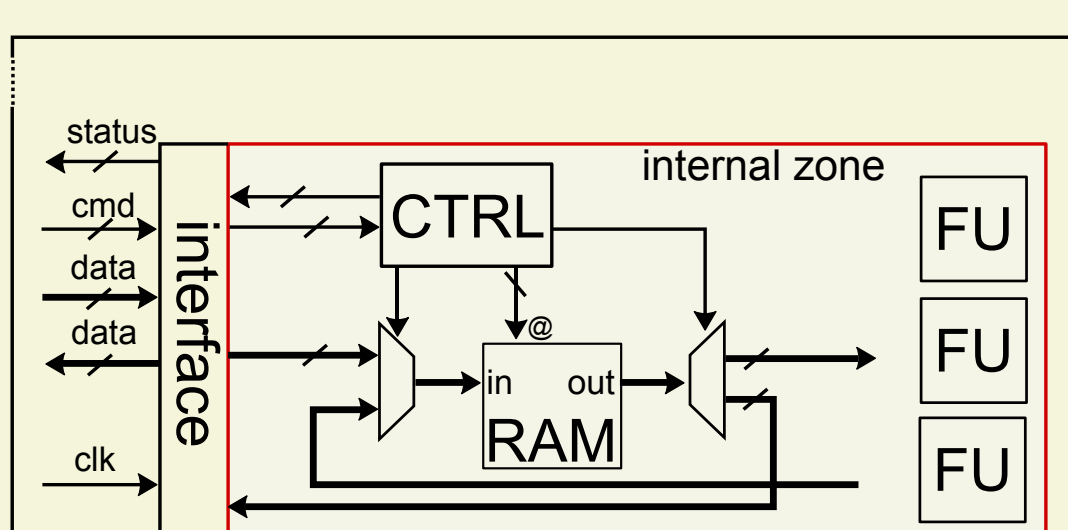 status
internal zone
cmd
CTRL
FU
data
interface
data
@
FU
in
out
RAM
clk
FU